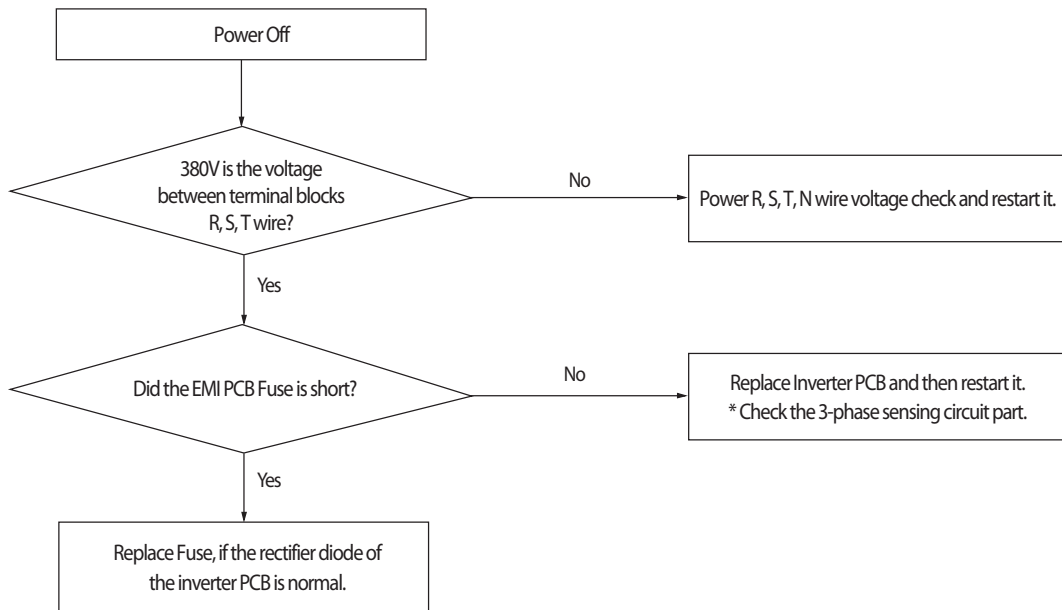 Power Off
380V is the voltage
between terminal blocks
R, S, T wire?
No
Power R, S, T, N wire voltage check and restart it.
Yes
Did the EMI PCB Fuse is short?
No
Replace Inverter PCB and then restart it.
* Check the 3-phase sensing circuit part.
Yes
Replace Fuse, if the rectifier diode of
the inverter PCB is normal.